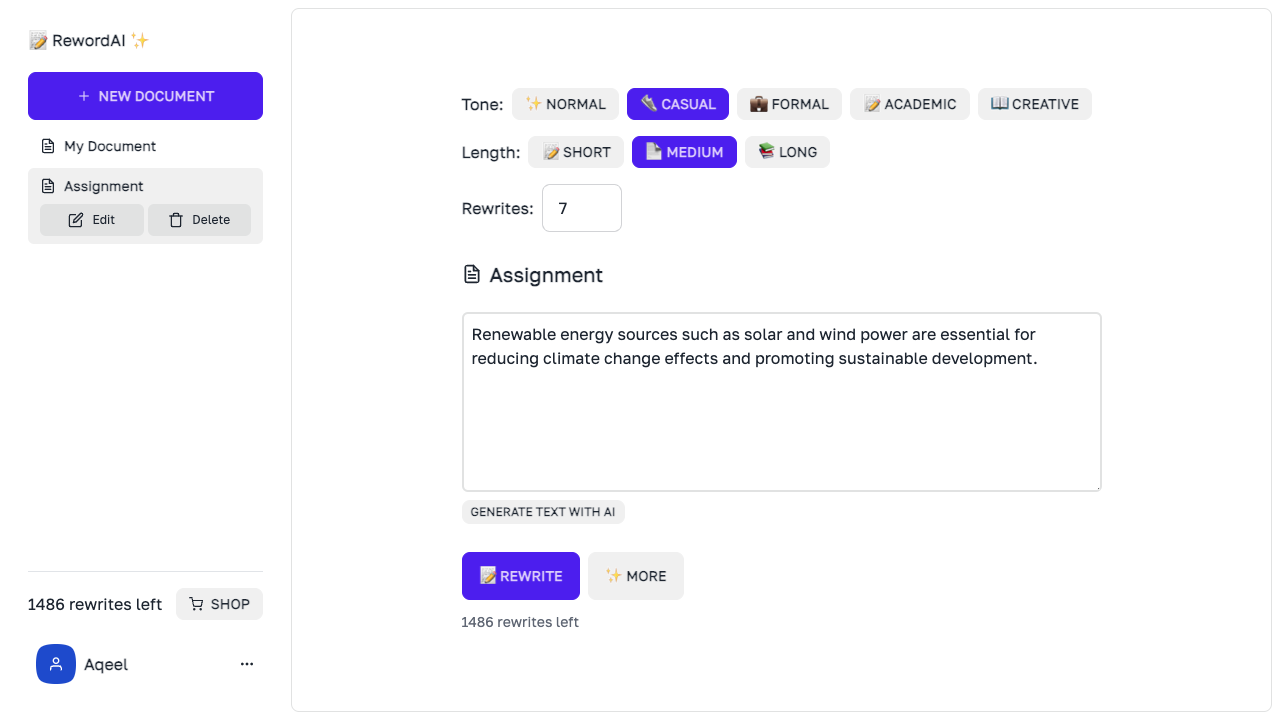 📝 RewordAI ✨
+ NEW DOCUMENT
My Document
Assignment
Edit
Delete
1486 rewrites left
SHOP
Aqeel
...
Tone: ✨ NORMAL CASUAL 💼 FORMAL 📝 ACADEMIC 📖 CREATIVE
Length: 📝 SHORT 📄 MEDIUM 📚 LONG
Rewrites: 7
Assignment
Renewable energy sources such as solar and wind power are essential for
reducing climate change effects and promoting sustainable development.
GENERATE TEXT WITH AI
📝 REWRITE ✨ MORE
1486 rewrites left